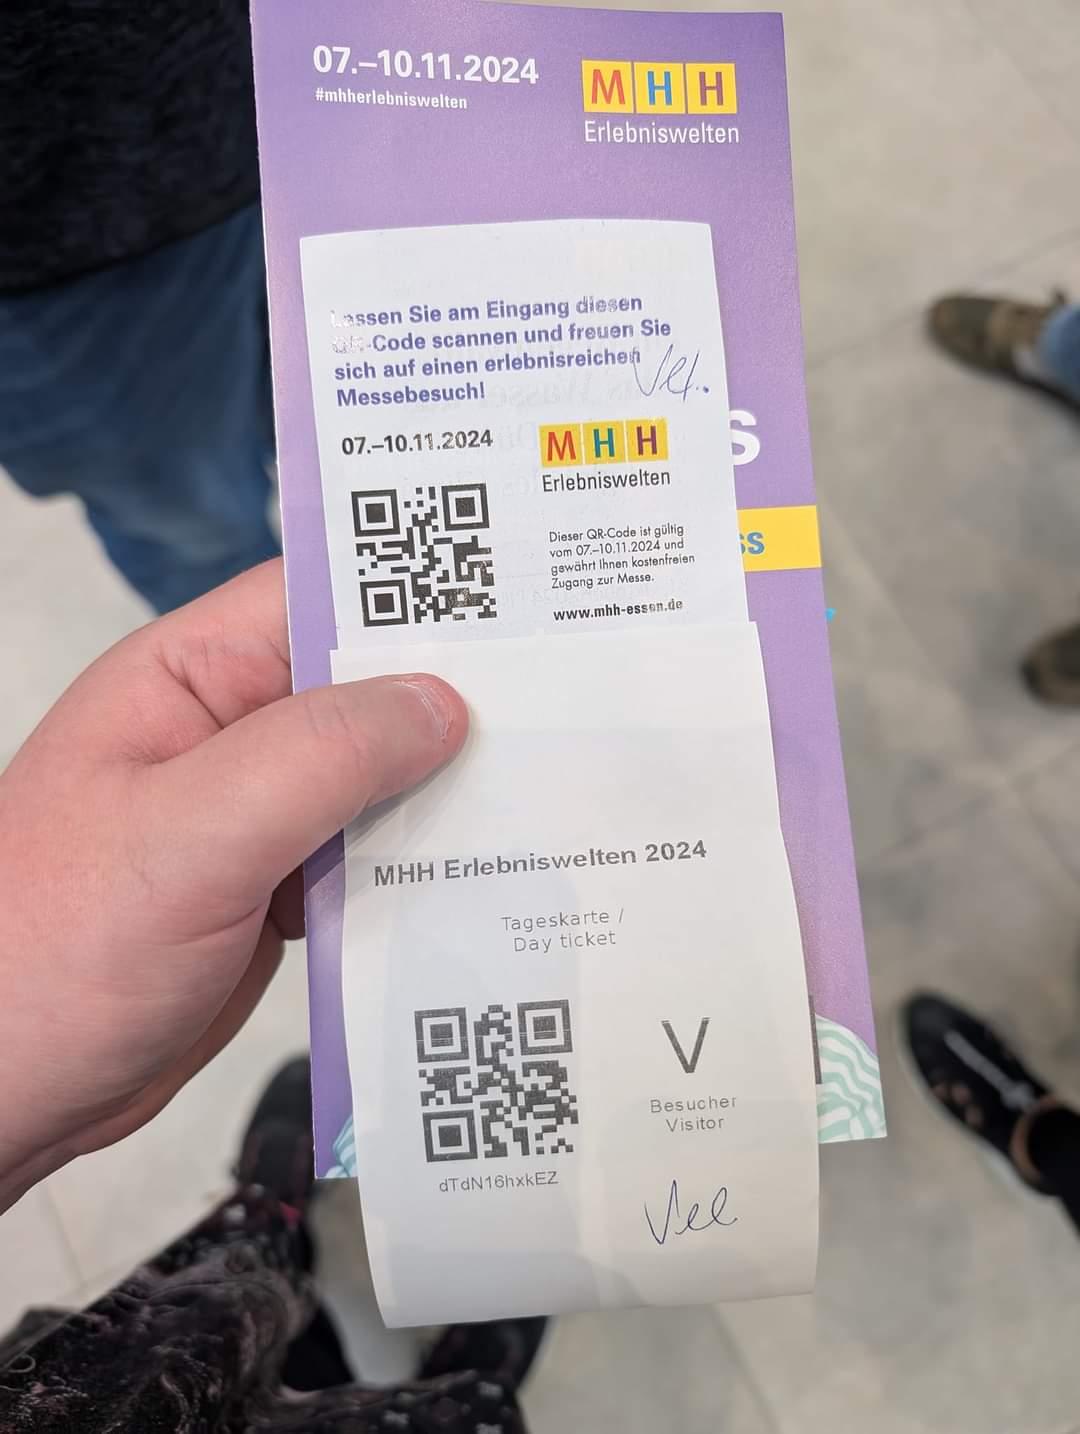 07.–10.11.2024
#mhherlebniswelten
MHH
Erlebniswelten
Lassen Sie am Eingang diesen
QR-Code scannen und freuen Sie
sich auf einen erlebnisreichen
Messebesuch!
07.–10.11.2024
MHH
Erlebniswelten
Dieser QR-Code ist gültig
vom 07.–10.11.2024 und
gewährt Ihnen kostenfreien
Zugang zur Messe.
www.mhh-essen.de
MHH Erlebniswelten 2024
Tageskarte /
Day ticket
V
Besucher
Visitor
dTdN16hxkEZ